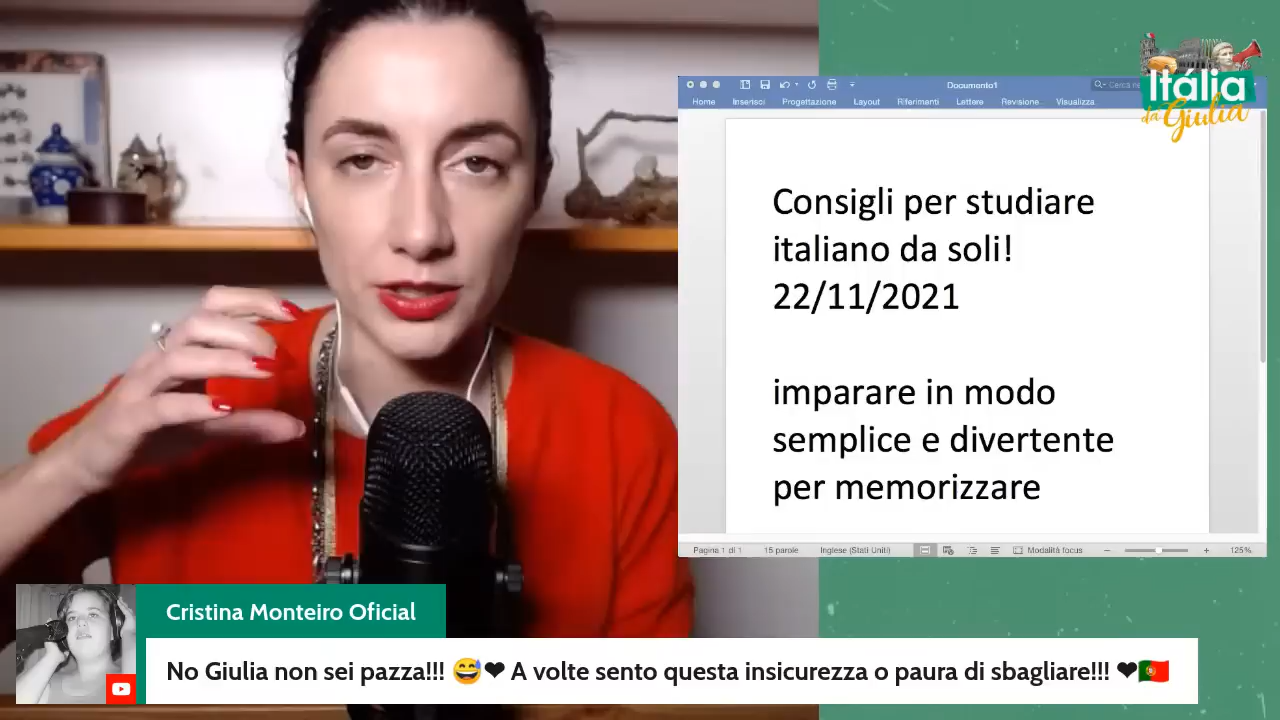 Itália
da Giulia
Documento1
Home Inserisci Progettazione Layout Riferimenti Lettere Revisione Visualizza
Consigli per studiare
italiano da soli!
22/11/2021
imparare in modo
semplice e divertente
per memorizzare
Pagina 1 di 1 15 parole Inglese (Stati Uniti) Modalità focus 125%
Cristina Monteiro Oficial
No Giulia non sei pazza!!! 😅❤ A volte sento questa insicurezza o paura di sbagliare!!! ❤🇵🇹